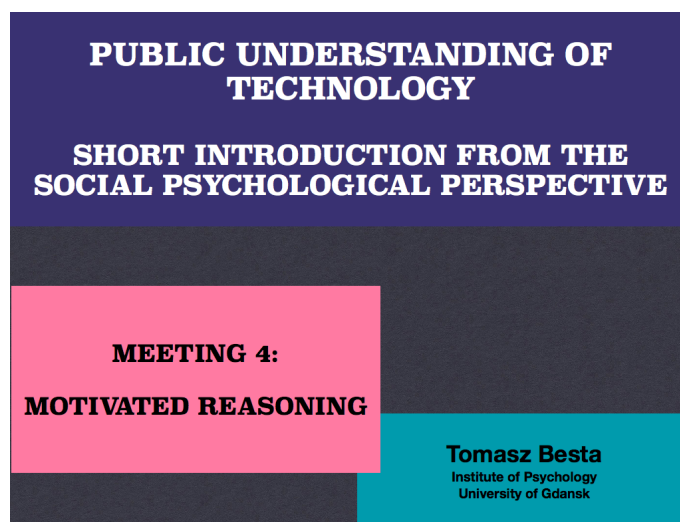 PUBLIC UNDERSTANDING OF
TECHNOLOGY
SHORT INTRODUCTION FROM THE
SOCIAL PSYCHOLOGICAL PERSPECTIVE
MEETING 4:
MOTIVATED REASONING
Tomasz Besta
Institute of Psychology
University of Gdansk